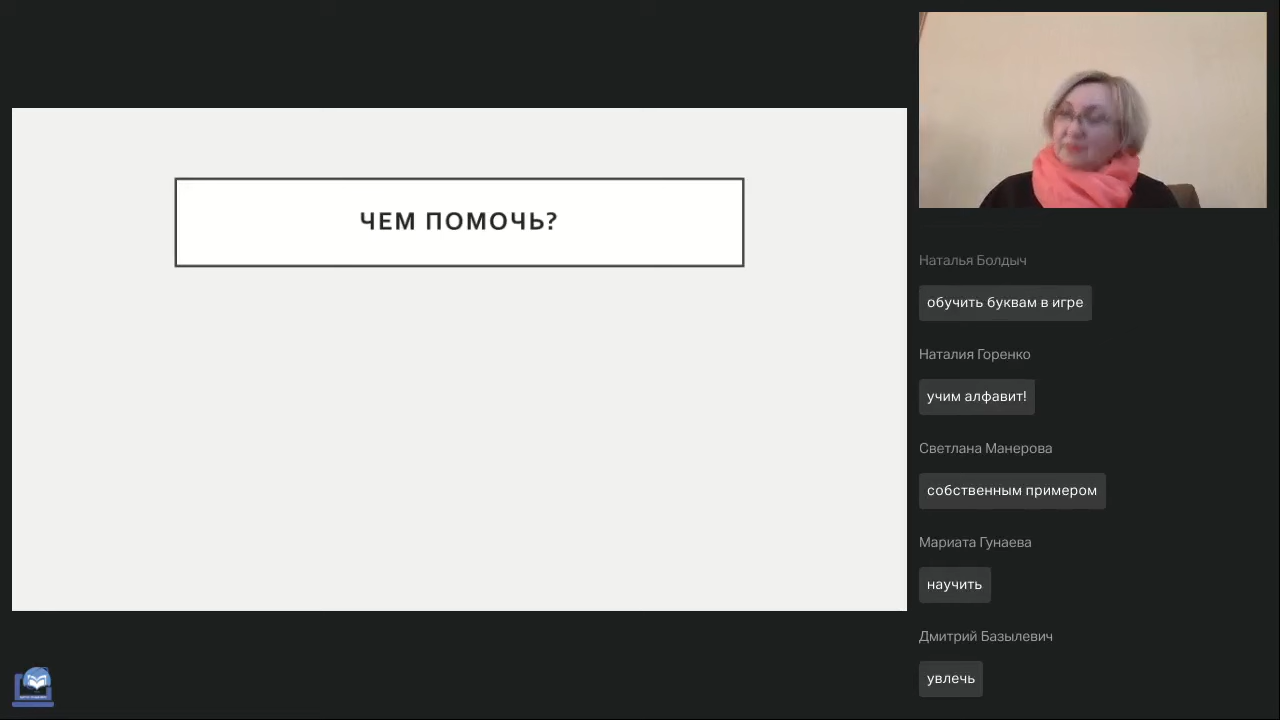 ЧЕМ ПОМОЧЬ?
Наталья Болдыч
обучить буквам в игре
Наталия Горенко
учим алфавит!
Светлана Манерова
собственным примером
Мариата Гунаева
научить
Дмитрий Базылевич
увлечь